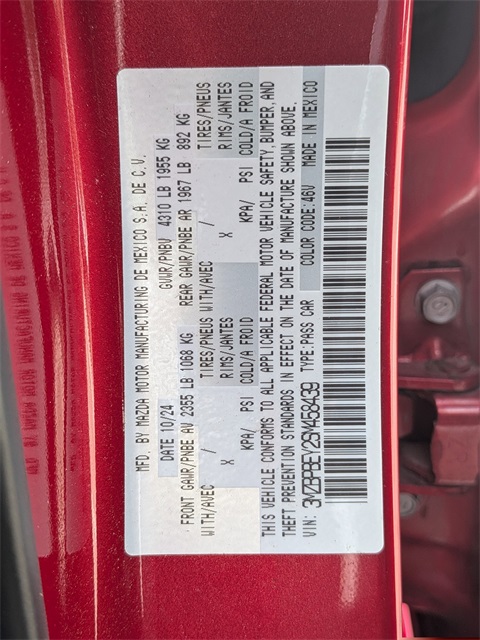 MFD. BY MAZDA MOTOR MANUFACTURING DE MEXICO S.A. DE C.V.
DATE 10/24 GVWR/PNBV 4310 LB 1955 KG
FRONT GAWR/PNBE AV 2355 LB 1068 KG REAR GAWR/PNBE AR 1967 LB 892 KG
WITH/AVEC / TIRES/PNEUS WITH/AVEC / TIRES/PNEUS
X RIMS/JANTES X RIMS/JANTES
KPA/ PSI COLD/A FROID KPA/ PSI COLD/A FROID
THIS VEHICLE CONFORMS TO ALL APPLICABLE FEDERAL MOTOR VEHICLE SAFETY, BUMPER, AND
THEFT PREVENTION STANDARDS IN EFFECT ON THE DATE OF MANUFACTURE SHOWN ABOVE.
VIN: 3MZBPBEY2SM458439 TYPE:PASS CAR COLOR CODE:46V MADE IN MEXICO